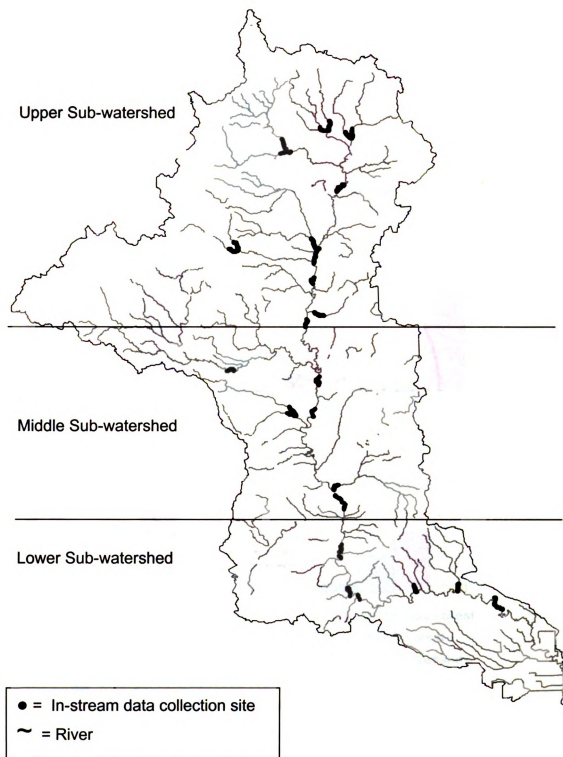 Upper Sub-watershed
Middle Sub-watershed
Lower Sub-watershed
● = In-stream data collection site
~ = River